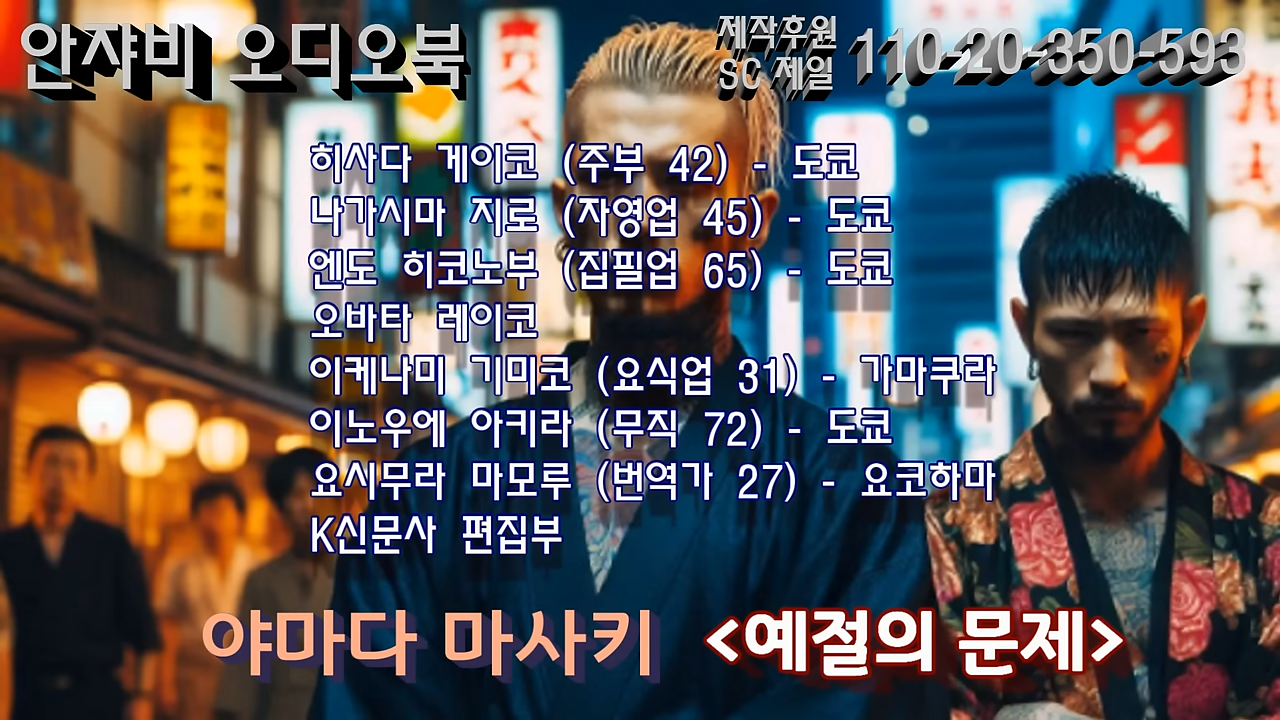 안쟈비 오디오북
제작후원
SC 제일
110-20-350-593
히사다 게이코 (주부 42) - 도쿄
나가시마 지로 (자영업 45) - 도쿄
엔도 히코노부 (집필업 65) - 도쿄
오바타 레이코
이케나미 기미코 (요식업 31) - 가마쿠라
이노우에 아키라 (무직 72) - 도쿄
요시무라 마모루 (번역가 27) - 요코하마
K신문사 편집부
야마다 마사키 <예절의 문제>